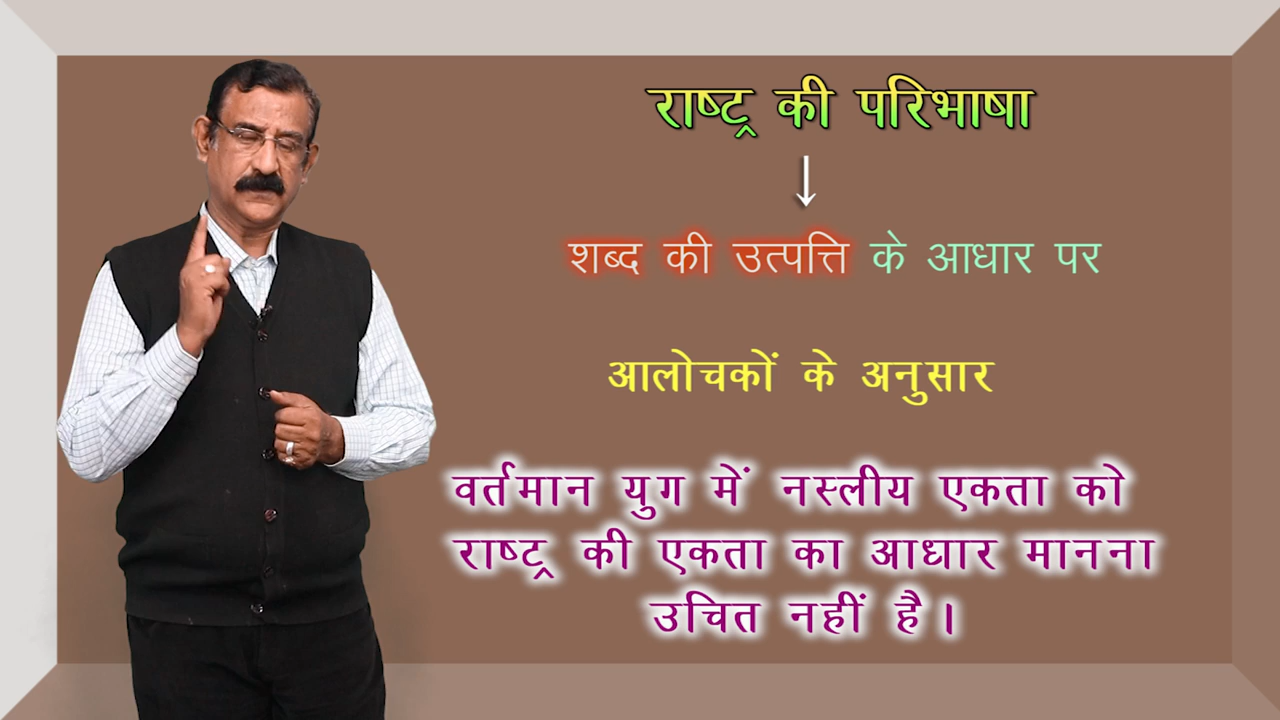 राष्ट्र की परिभाषा
↓
शब्द की उत्पत्ति के आधार पर
आलोचकों के अनुसार
वर्तमान युग में नस्लीय एकता को
राष्ट्र की एकता का आधार मानना
उचित नहीं है।